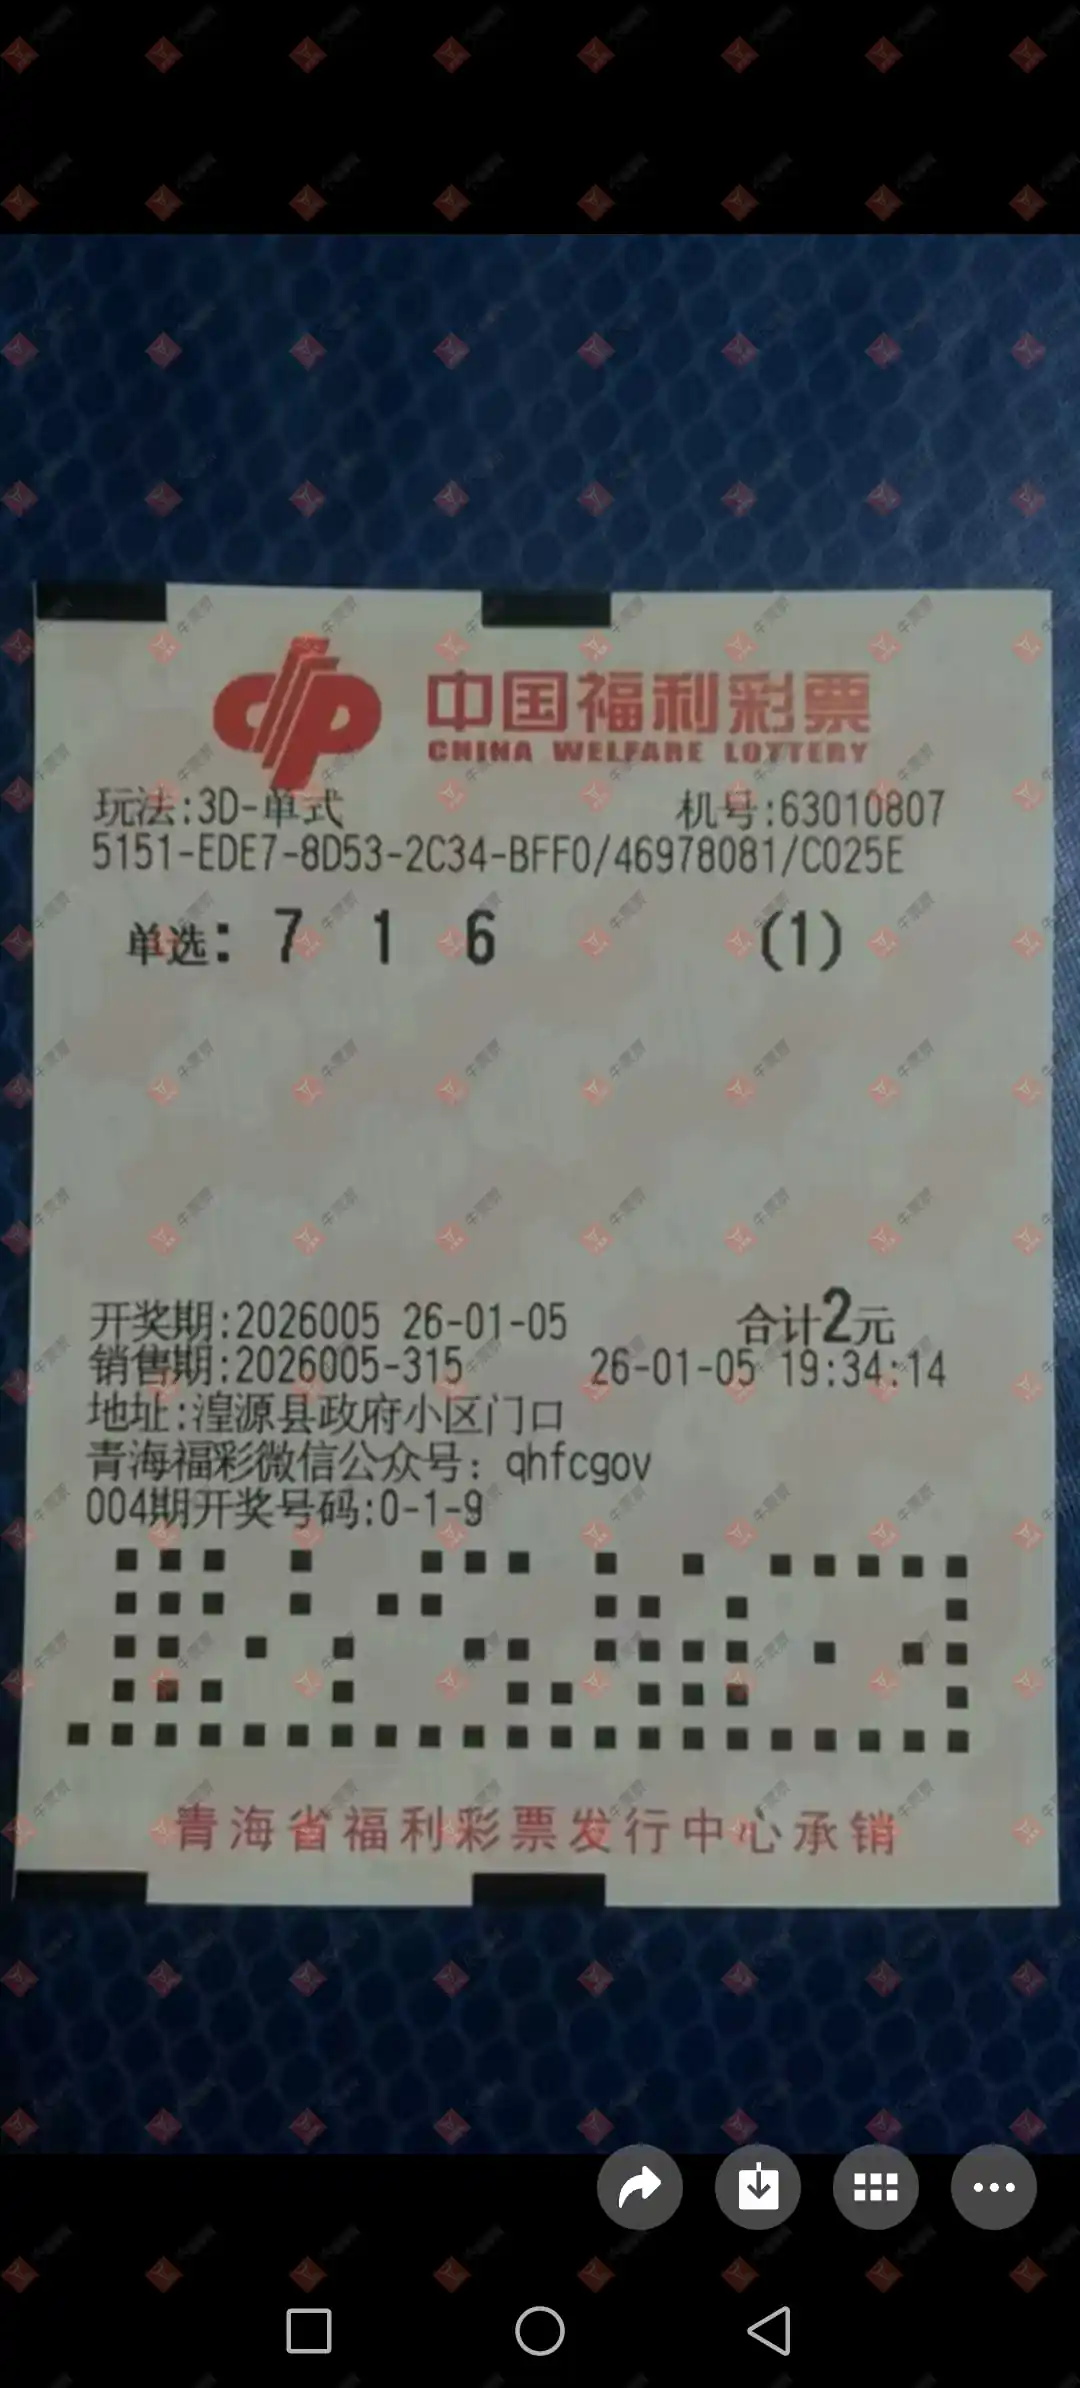 中国福利彩票
CHINA WELFARE LOTTERY
玩法:3D-单式 机号:63010807
5151-EDE7-8D53-2C34-BFF0/46978081/C025E
单选: 7 1 6 (1)
开奖期:2026005 26-01-05 合计2元
销售期:2026005-315 26-01-05 19:34:14
地址:湟源县政府小区门口
青海福彩微信公众号: qhfcgov
004期开奖号码:0-1-9
青海省福利彩票发行中心承销